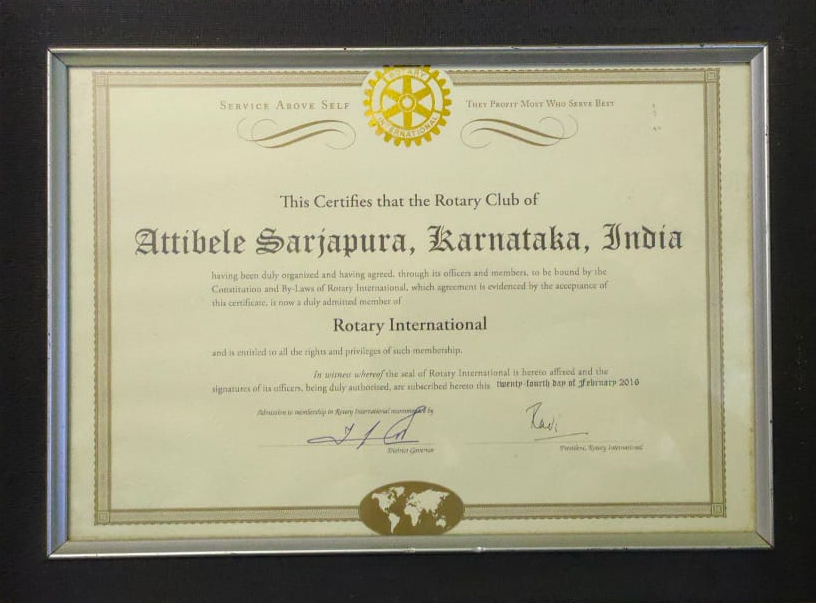 SERVICE ABOVE SELF
ROTARY
INTERNATIONAL
THEY PROFIT MOST WHO SERVE BEST
This Certifies that the Rotary Club of
Attibele Sarjapura, Karnataka, India
having been duly organized and having agreed, through its officers and members, to be bound by the
Constitution and By-Laws of Rotary International, which agreement is evidenced by the acceptance of
this certificate, is now a duly admitted member of
Rotary International
and is entitled to all the rights and privileges of such membership.
In witness whereof the seal of Rotary International is hereto affixed and the
signatures of its officers, being duly authorized, are subscribed hereto this twenty-fourth day of February 2016
Admission to membership in Rotary International recommended by
Ravi
District Governor
President, Rotary International